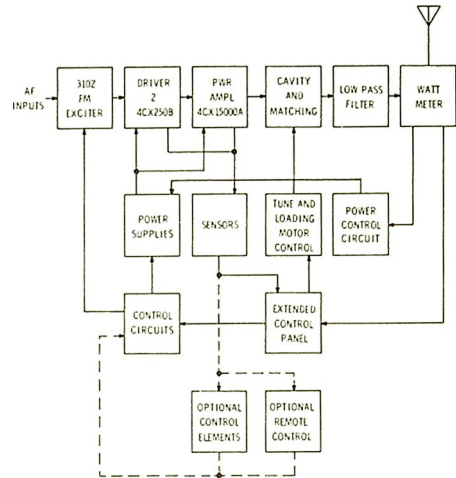 AF
INPUTS
310Z
FM
EXCITER
DRIVER
2
4CX250B
PWR
AMPL
4CX15000A
CAVITY
AND
MATCHING
LOW PASS
FILTER
WATT
METER
POWER
SUPPLIES
SENSORS
TUNE AND
LOADING
MOTOR
CONTROL
POWER
CONTROL
CIRCUIT
CONTROL
CIRCUITS
EXTENDED
CONTROL
PANEL
OPTIONAL
CONTROL
ELEMENTS
OPTIONAL
REMOTE
CONTROL